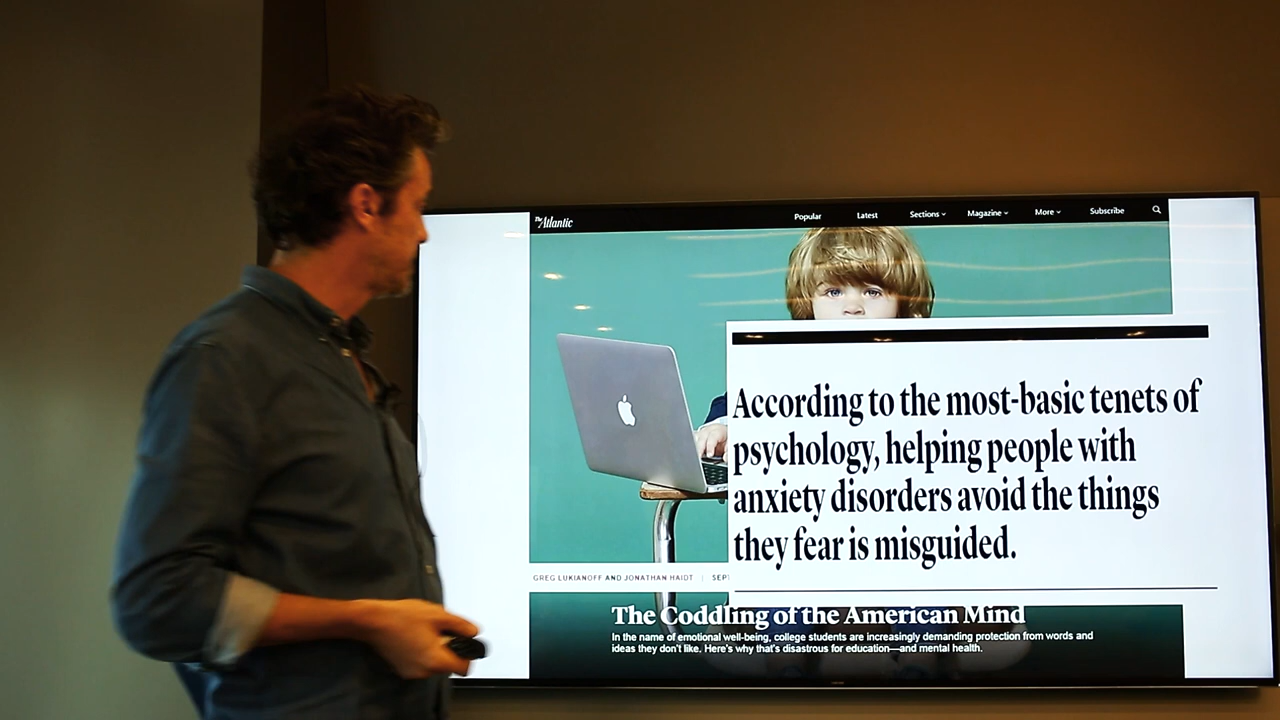 The Atlantic
Popular Latest Sections Magazine More Subscribe
According to the most-basic tenets of
psychology, helping people with
anxiety disorders avoid the things
they fear is misguided.
GREG LUKIANOFF AND JONATHAN HAIDT | SEPT
The Coddling of the American Mind
In the name of emotional well-being, college students are increasingly demanding protection from words and
ideas they don't like. Here's why that's disastrous for education—and mental health.